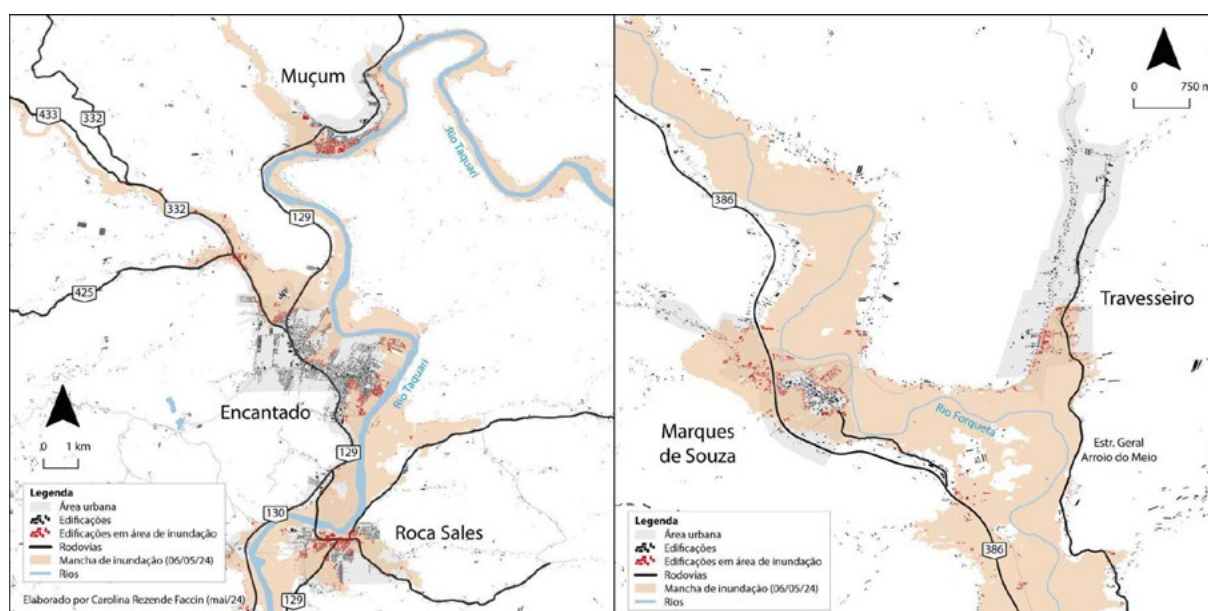 Muçum
433
332
Rio Taquari
332
129
425
Rio Taquari
Encantado
0 1 km
129
Legenda
Área urbana
Edificações
Edificações em área de inundação
Rodovias
Mancha de inundação (06/05/24)
Rios
130
Roca Sales
129
Elaborado por Carolina Rezende Faccin (mai/24)
0 750 m
386
Travesseiro
Rio Forqueta
Marques
de Souza
Estr. Geral
Arroio do Meio
Legenda
Área urbana
Edificações
Edificações em área de inundação
Rodovias
Mancha de inundação (06/05/24)
Rios
386